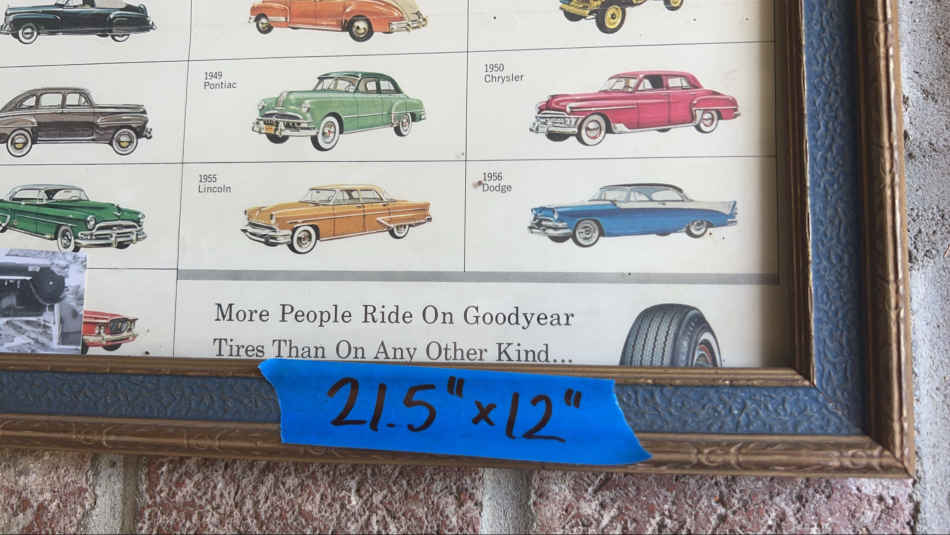 1949
Pontiac
1950
Chrysler
1955
Lincoln
1956
Dodge
More People Ride On Goodyear
Tires Than On Any Other Kind...
21.5" x 12"